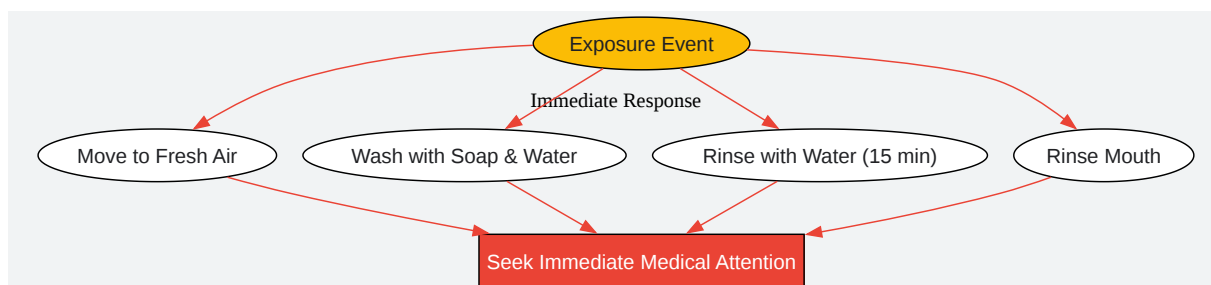 Exposure Event
Immediate Response
Move to Fresh Air
Wash with Soap & Water
Rinse with Water (15 min)
Rinse Mouth
Seek Immediate Medical Attention